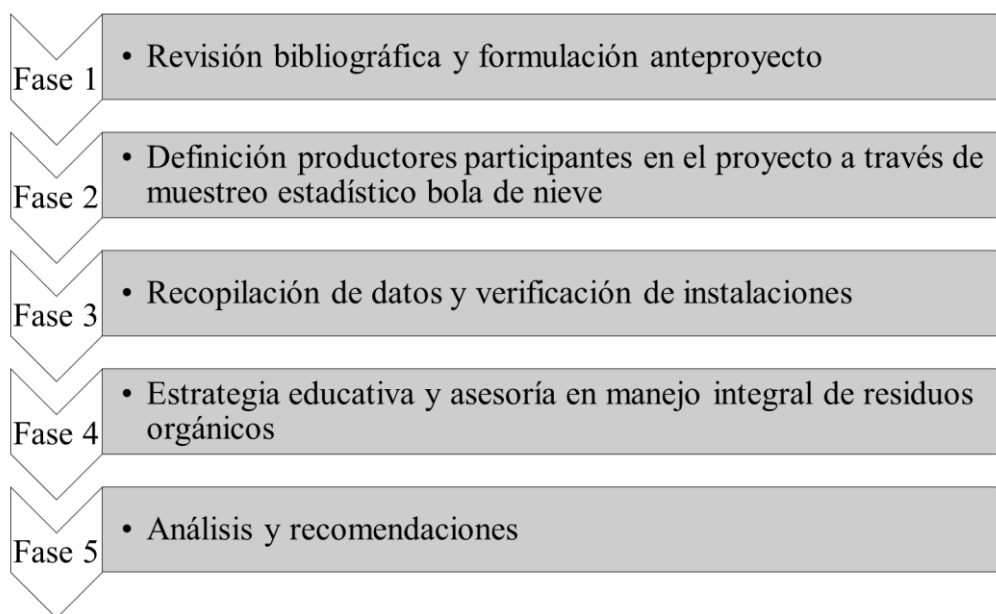 Fase 1
• Revisión bibliográfica y formulación anteproyecto
Fase 2
• Definición productores participantes en el proyecto a través de
muestreo estadístico bola de nieve
Fase 3
• Recopilación de datos y verificación de instalaciones
Fase 4
• Estrategia educativa y asesoría en manejo integral de residuos
orgánicos
Fase 5
• Análisis y recomendaciones